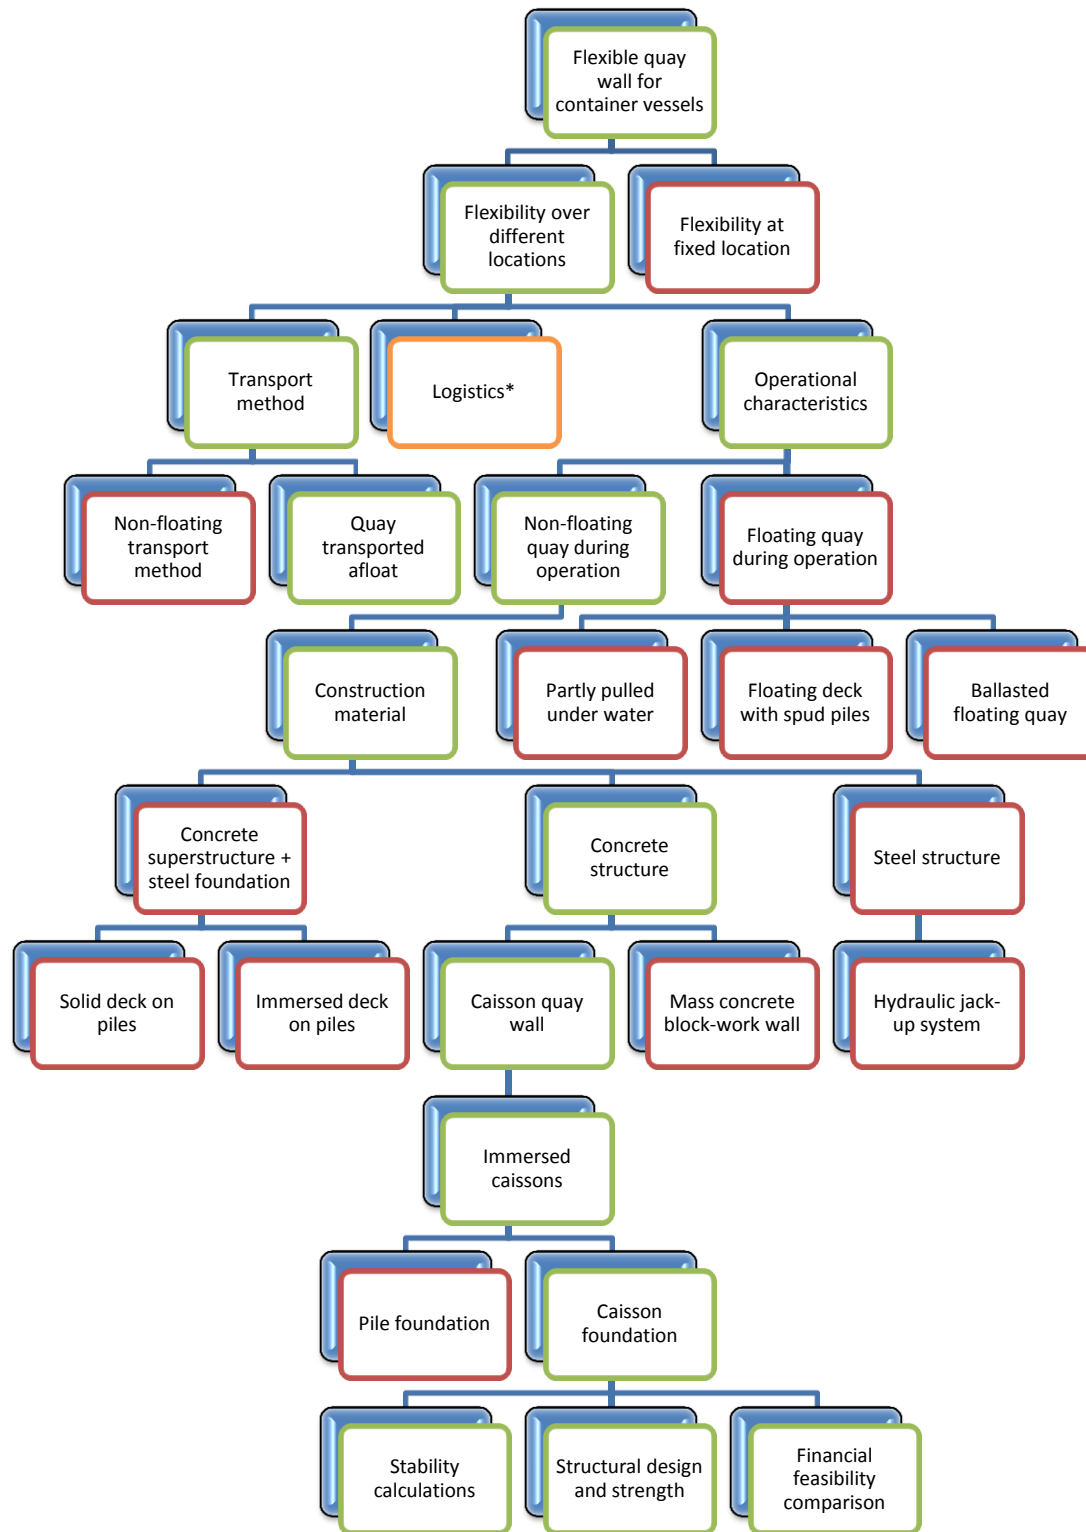 Flexible quay
wall for
container vessels
Flexibility over
different
locations
Flexibility at
fixed location
Transport
method
Logistics*
Operational
characteristics
Non-floating
transport
method
Quay
transported
afloat
Non-floating
quay during
operation
Floating quay
during operation
Construction
material
Partly pulled
under water
Floating deck
with spud piles
Ballasted
floating quay
Concrete
superstructure +
steel foundation
Concrete
structure
Steel structure
Solid deck on
piles
Immersed deck
on piles
Caisson quay
wall
Mass concrete
block-work wall
Hydraulic jack-
up system
Immersed
caissons
Pile foundation
Caisson
foundation
Stability
calculations
Structural design
and strength
Financial
feasibility
comparison